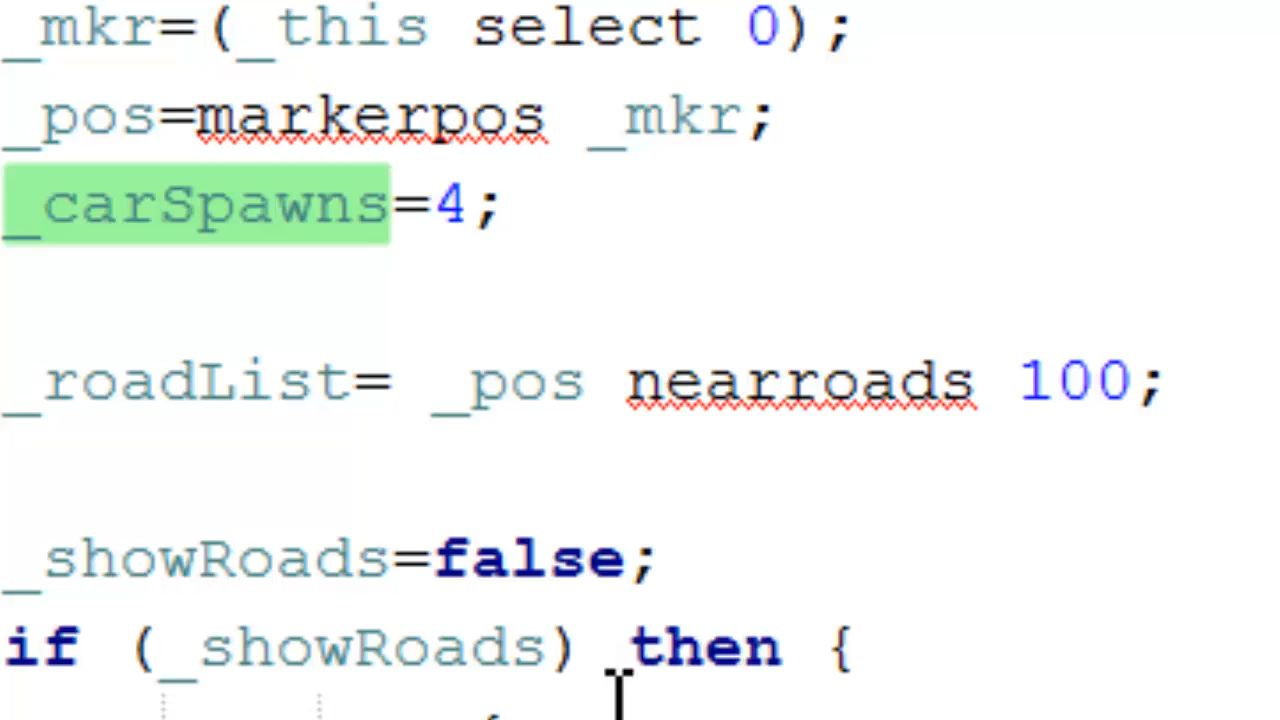 _mkr=(_this select 0);
_pos=markerpos _mkr;
_carSpawns=4;
_roadList= _pos nearroads 100;
_showRoads=false;
if (_showRoads) then {